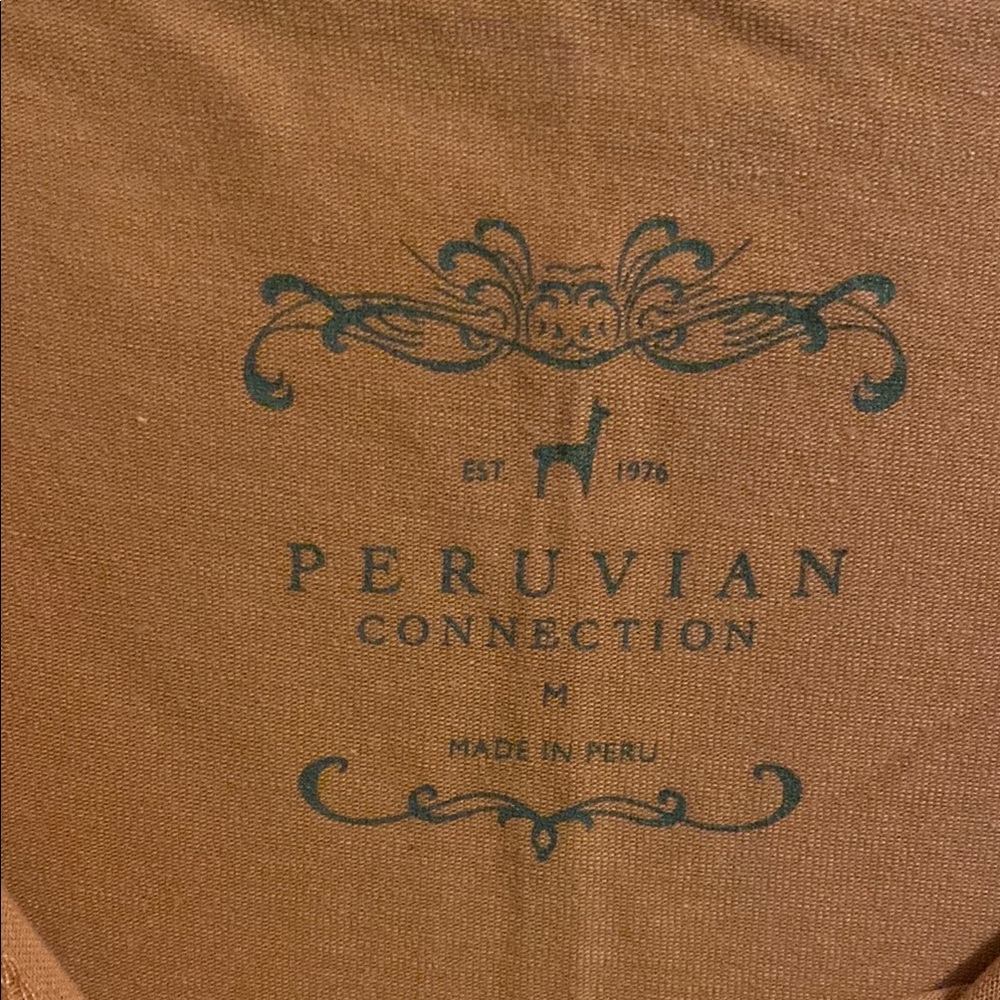 EST 1976
PERUVIAN
CONNECTION
M
MADE IN PERU